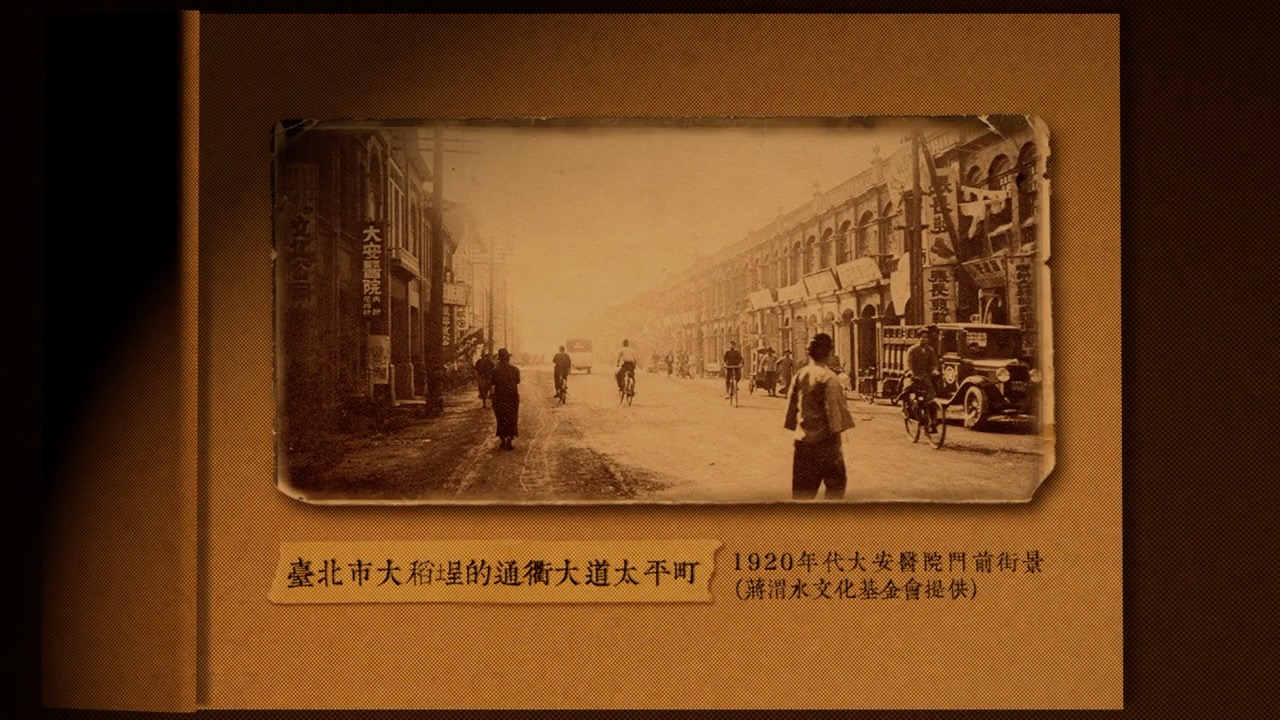 大安醫院
臺北市大稻埕的通衢大道太平町
1920年代大安醫院門前街景
(蔣渭水文化基金會提供)